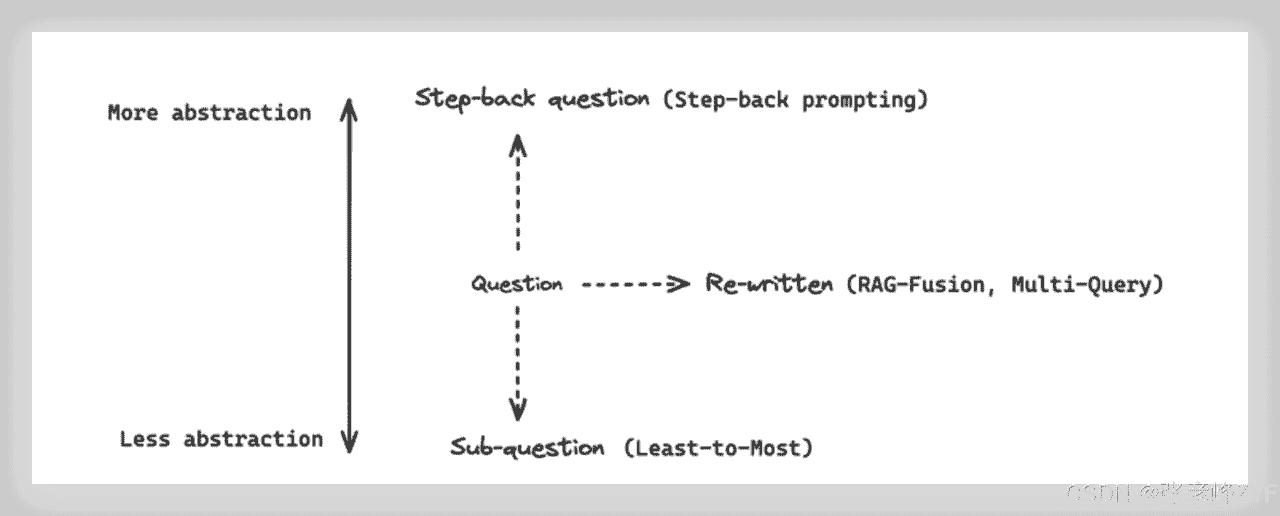 More abstraction
Step-back question (Step-back prompting)
Question
Re-written (RAG-Fusion, Multi-Query)
Less abstraction
Sub-question (Least-to-Most)